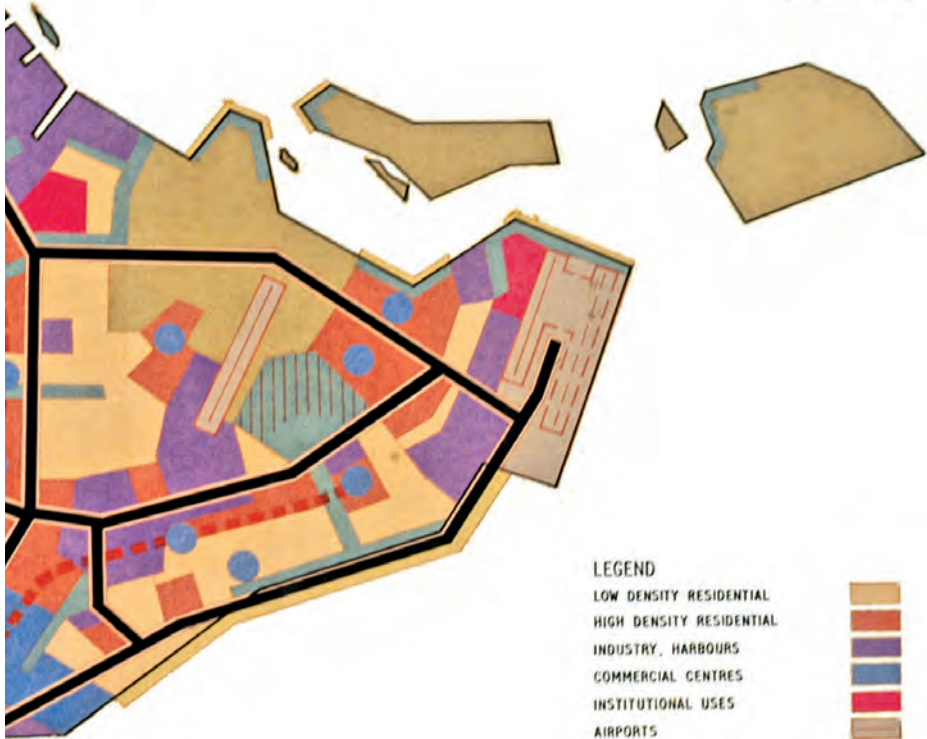 LEGEND
LOW DENSITY RESIDENTIAL
HIGH DENSITY RESIDENTIAL
INDUSTRY, HARBOURS
COMMERCIAL CENTRES
INSTITUTIONAL USES
AIRPORTS